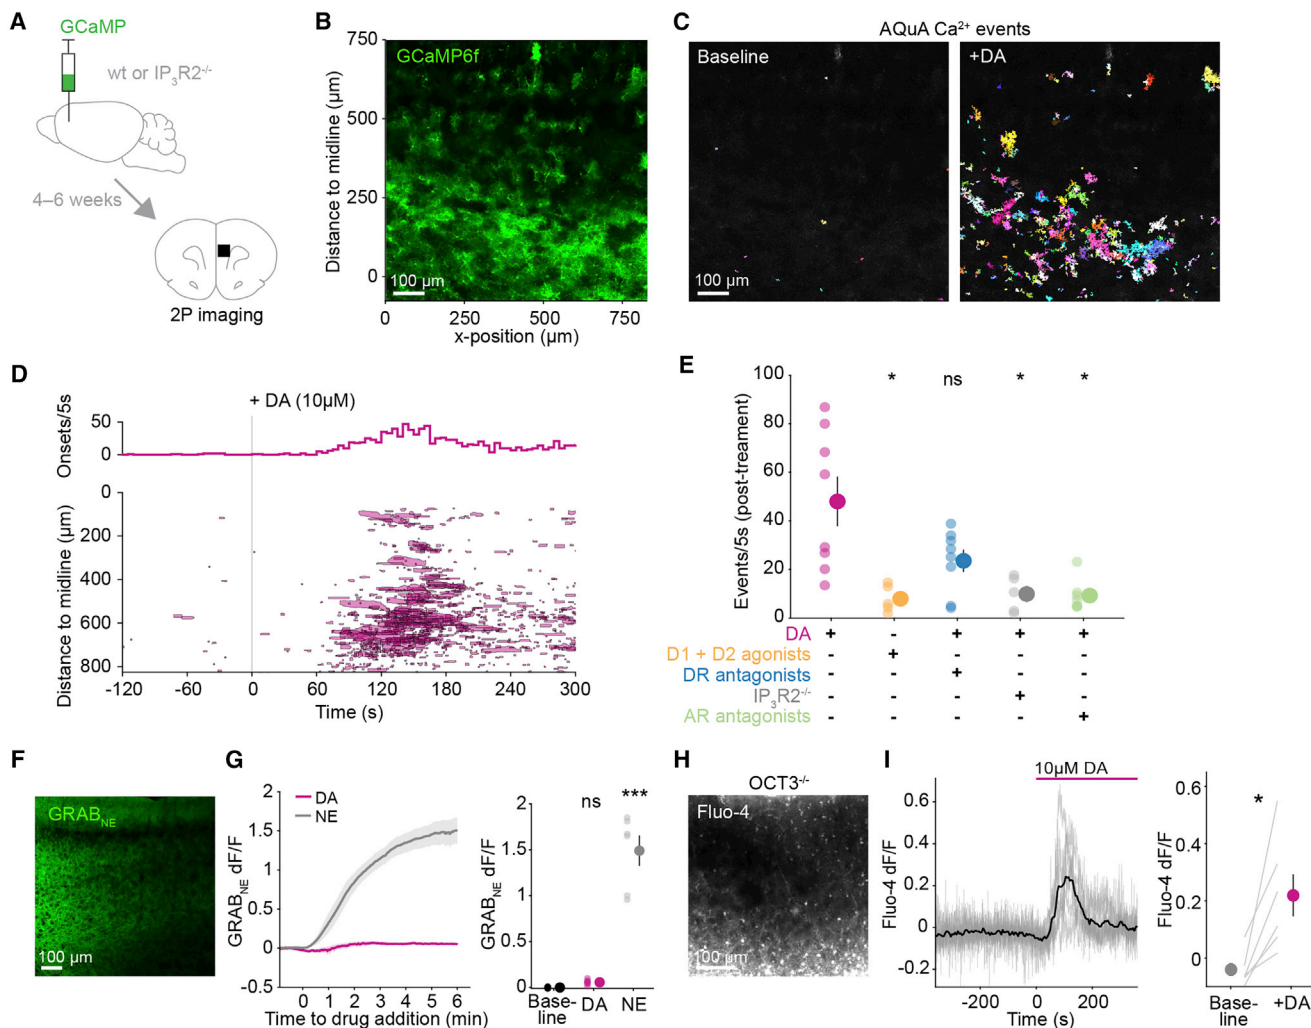 A
GCaMP
wt or IP₃R2⁻/⁻
4–6 weeks
2P imaging
B
GCaMP6f
Distance to midline (µm)
750
500
250
0
100 µm
0 250 500 750
x-position (µm)
C
AQuA Ca²⁺ events
Baseline
+DA
100 µm
D
+ DA (10µM)
Onsets/5s
50
0
Distance to midline (µm)
0
200
400
600
800
-120 -60 0 60 120 180 240 300
Time (s)
E
Events/5s (post-treament)
100
80
60
40
20
0
* ns * *
DA + - + + +
D1 + D2 agonists - + - - -
DR antagonists - - + - -
IP₃R2⁻/⁻ - - - + -
AR antagonists - - - - +
F
GRAB_NE
100 µm
G
DA
NE
GRAB_NE dF/F
2
1.5
1
0.5
0
-0.5
0 1 2 3 4 5 6
Time to drug addition (min)
GRAB_NE dF/F
2
1.5
1
0.5
0
ns ***
Base-
line
DA NE
H
OCT3⁻/⁻
Fluo-4
100 µm
I
10µM DA
Fluo-4 dF/F
0.6
0.4
0.2
0
-0.2
-200 0 200
Time (s)
Fluo-4 dF/F
0.6
0.4
0.2
0
*
Base-
line
+DA